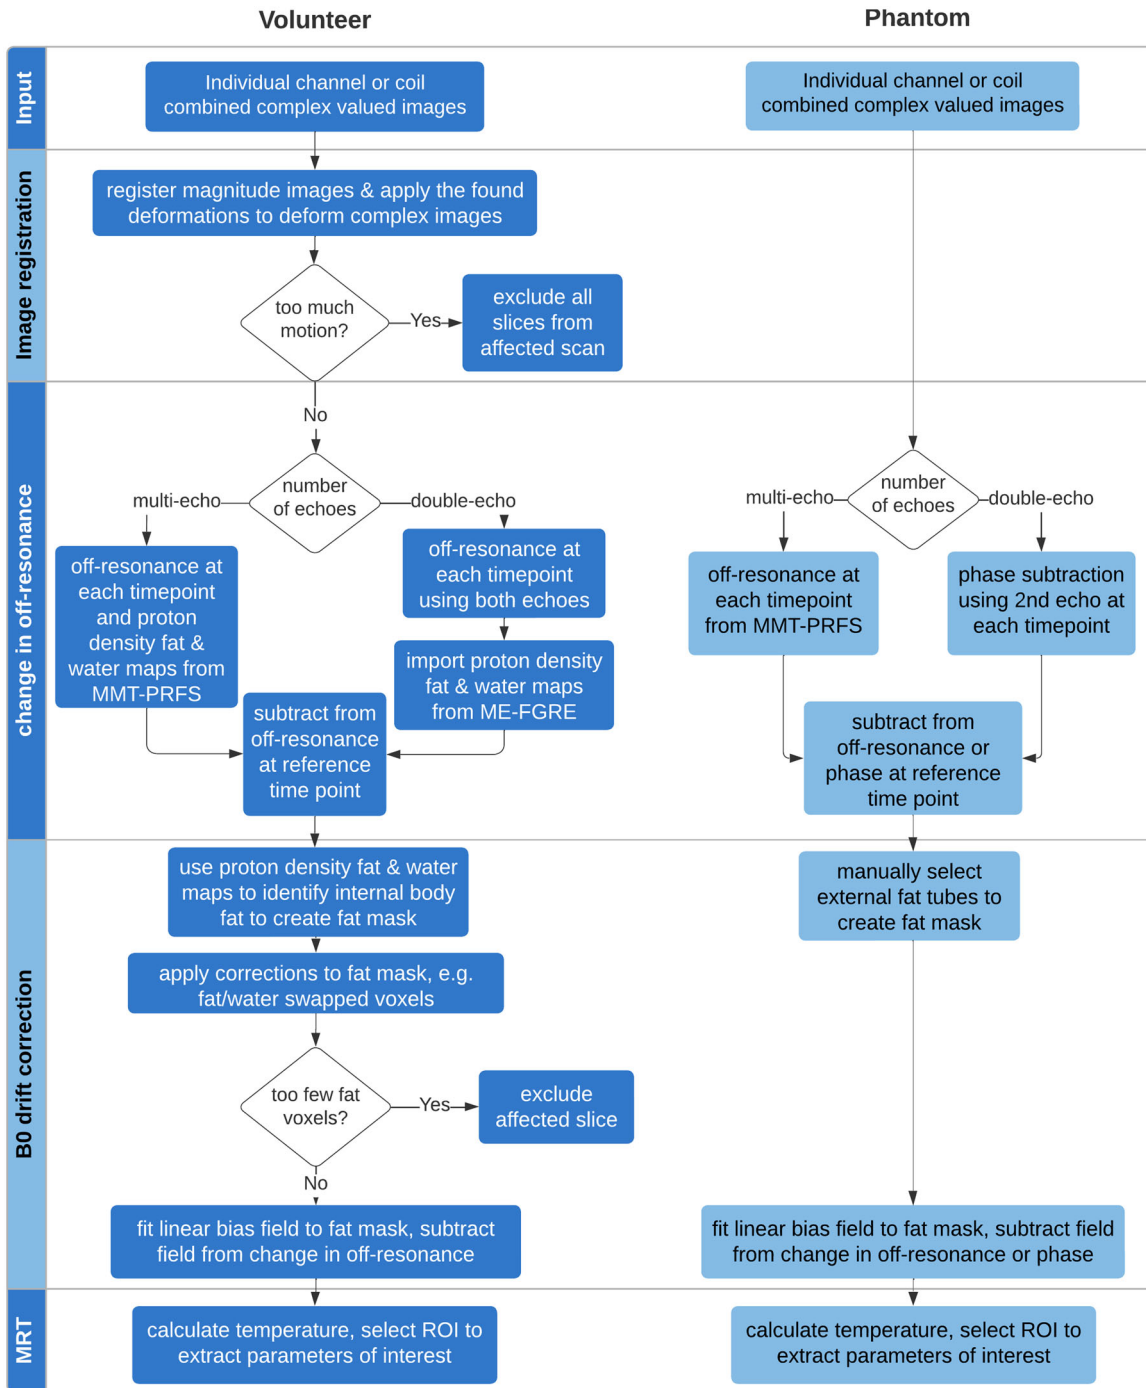 Volunteer
Phantom
Input
Individual channel or coil
combined complex valued images
Individual channel or coil
combined complex valued images
Image registration
register magnitude images & apply the found
deformations to deform complex images
too much
motion?
Yes
exclude all
slices from
affected scan
No
change in off-resonance
number
of echoes
multi-echo
double-echo
off-resonance at
each timepoint
and proton
density fat &
water maps from
MMT-PRFS
off-resonance at
each timepoint
using both echoes
import proton density
fat & water maps
from ME-FGRE
subtract from
off-resonance
at reference
time point
number
of echoes
multi-echo
double-echo
off-resonance at
each timepoint
from MMT-PRFS
phase subtraction
using 2nd echo at
each timepoint
subtract from
off-resonance or
phase at reference
time point
B0 drift correction
use proton density fat & water
maps to identify internal body
fat to create fat mask
apply corrections to fat mask, e.g.
fat/water swapped voxels
too few fat
voxels?
Yes
exclude
affected slice
No
fit linear bias field to fat mask, subtract
field from change in off-resonance
manually select
external fat tubes to
create fat mask
fit linear bias field to fat mask, subtract field
from change in off-resonance or phase
MRT
calculate temperature, select ROI to
extract parameters of interest
calculate temperature, select ROI to
extract parameters of interest